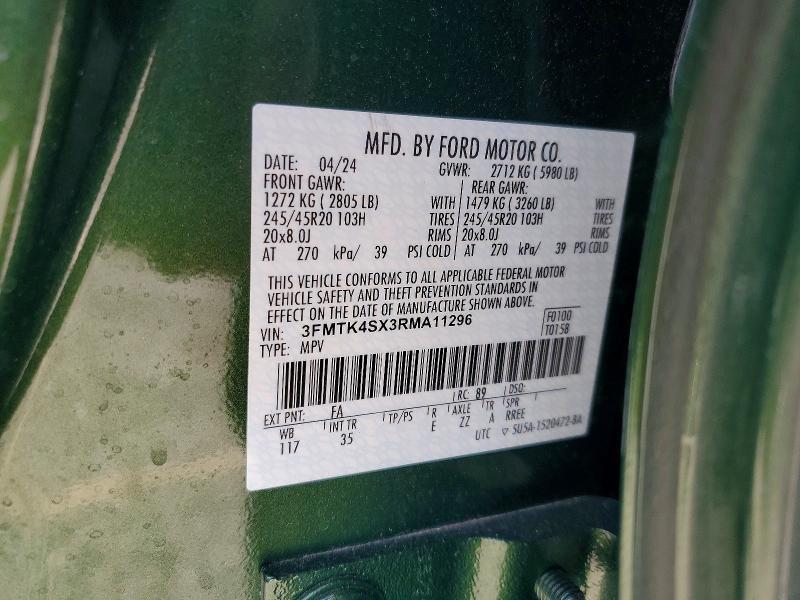 MFD. BY FORD MOTOR CO.
DATE: 04/24 GVWR: 2712 KG ( 5980 LB)
FRONT GAWR: REAR GAWR:
1272 KG ( 2805 LB) WITH 1479 KG ( 3260 LB) WITH
245/45R20 103H TIRES 245/45R20 103H TIRES
20x8.0J RIMS 20x8.0J RIMS
AT 270 kPa/ 39 PSI COLD AT 270 kPa/ 39 PSI COLD
THIS VEHICLE CONFORMS TO ALL APPLICABLE FEDERAL MOTOR
VEHICLE SAFETY AND THEFT PREVENTION STANDARDS IN
EFFECT ON THE DATE OF MANUFACTURE SHOWN ABOVE.
VIN: 3FMTK4SX3RMA11296 F0100
TYPE: MPV T0158
EXT PNT: FA RC: 89 DSO:
WB INT TR TP/PS R AXLE TR SPR
117 35 E ZZ A RREE
UTC ▽ 5U5A-1520472-BA